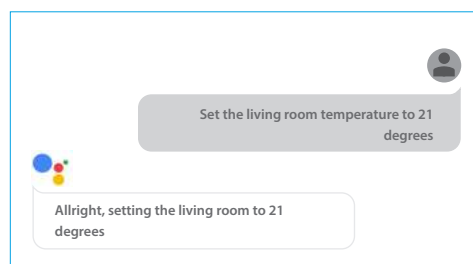 Set the living room temperature to 21
degrees
Allright, setting the living room to 21
degrees